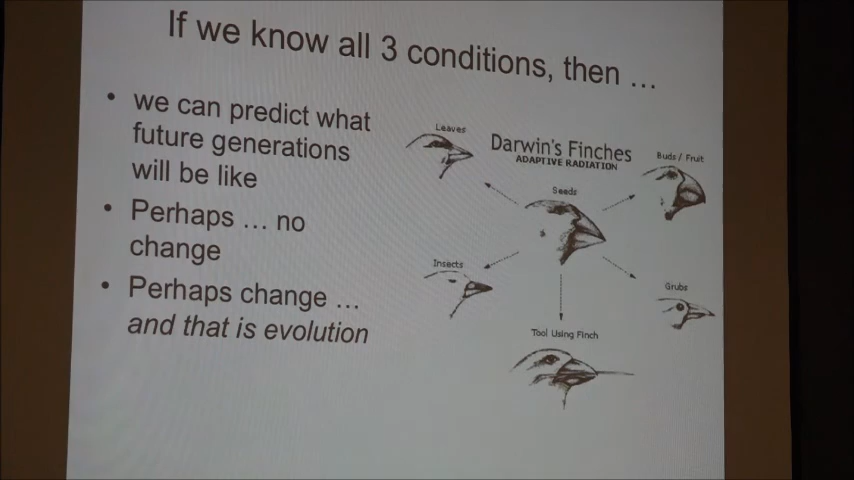 If we know all 3 conditions, then ...
• we can predict what
future generations
will be like
• Perhaps ... no
change
• Perhaps change ...
and that is evolution
Darwin's Finches
ADAPTIVE RADIATION
Leaves
Buds / Fruit
Seeds
Insects
Grubs
Tool Using Finch